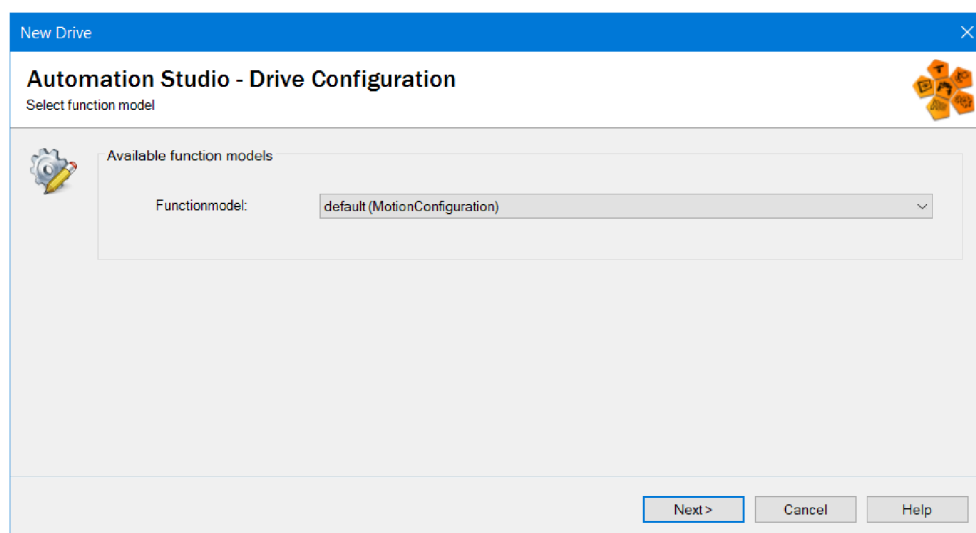 New Drive
Automation Studio - Drive Configuration
Select function model
Available function models
Functionmodel: default (MotionConfiguration)
Next > Cancel Help